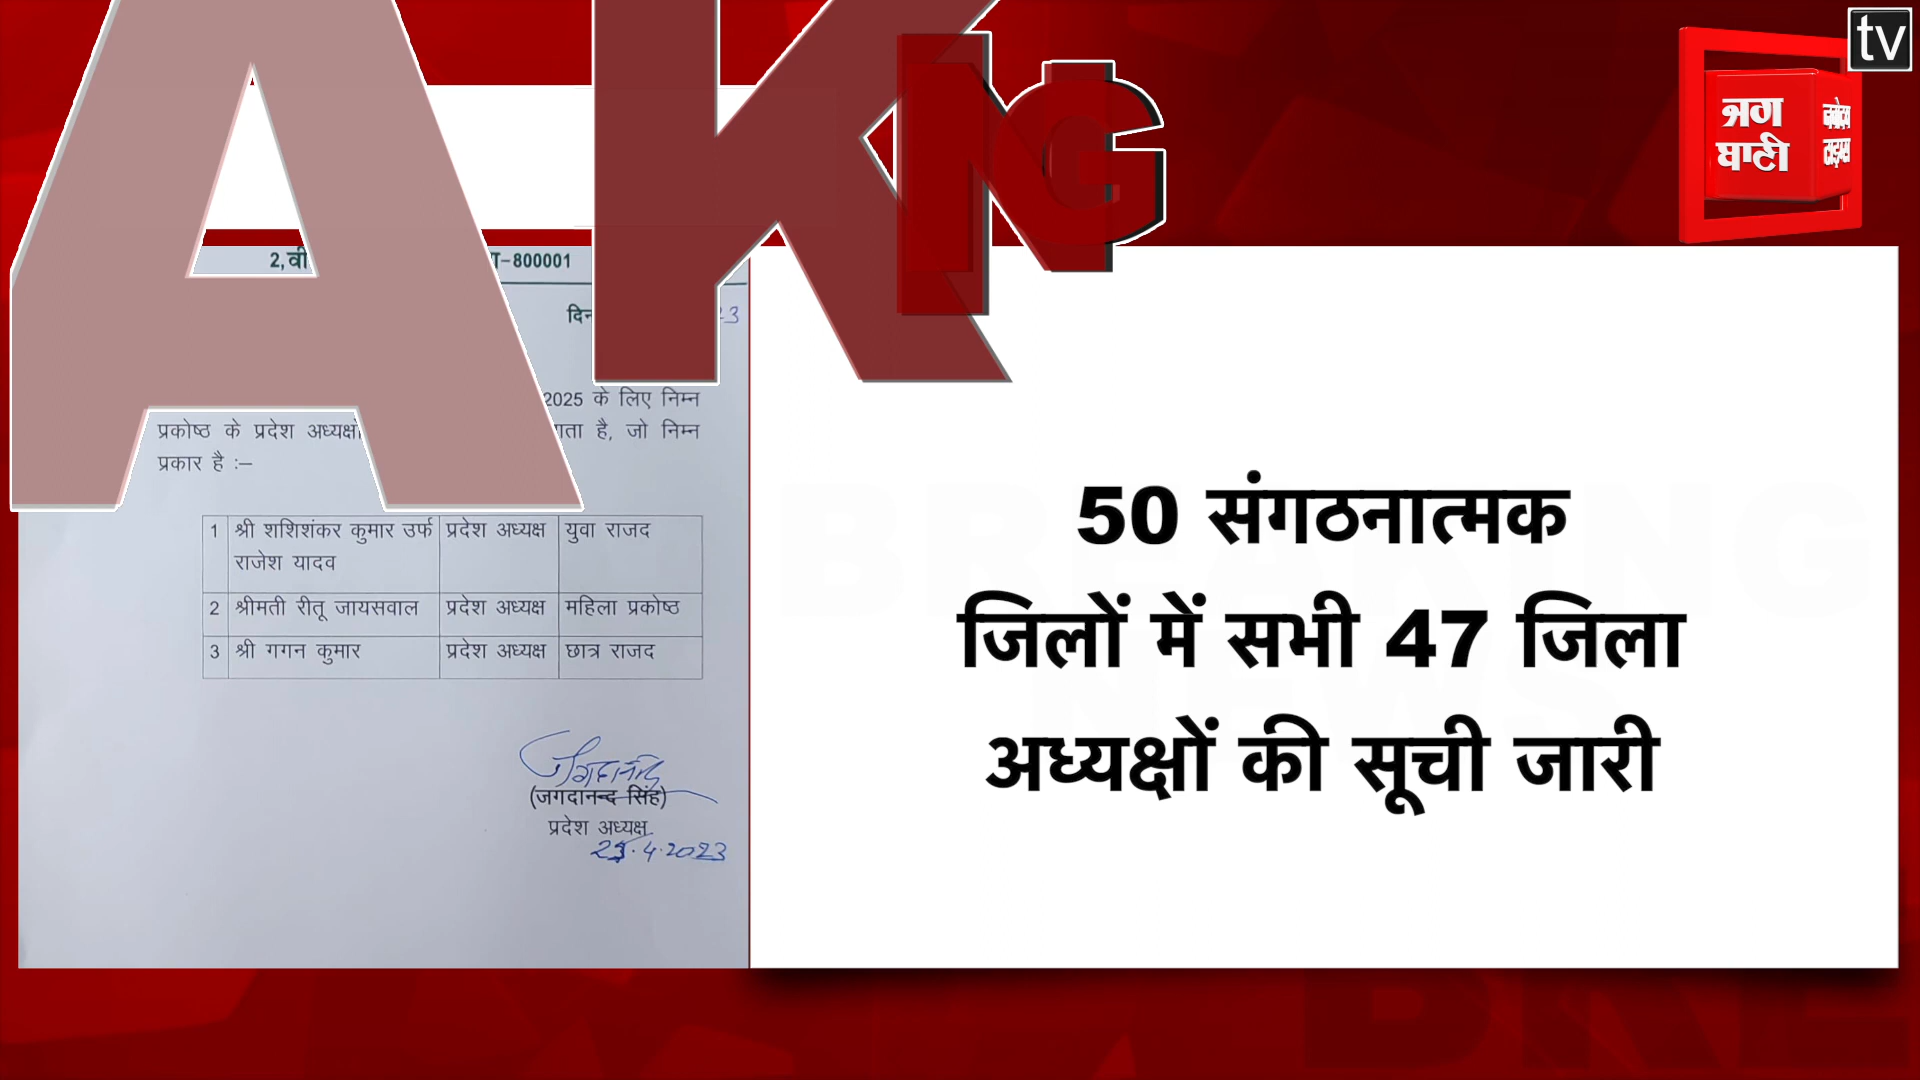 AKING
tv
2,
–800001
23
2025 के लिए निम्न
प्रकोष्ठ के प्रदेश अध्यक्षों है, जो निम्न
प्रकार है :–
1 श्री शशिशंकर कुमार उर्फ राजेश यादव प्रदेश अध्यक्ष युवा राजद
2 श्रीमती रीतू जायसवाल प्रदेश अध्यक्ष महिला प्रकोष्ठ
3 श्री गगन कुमार प्रदेश अध्यक्ष छात्र राजद
(जगदानन्द सिंह)
प्रदेश अध्यक्ष
23.4.2023
50 संगठनात्मक
जिलों में सभी 47 जिला
अध्यक्षों की सूची जारी